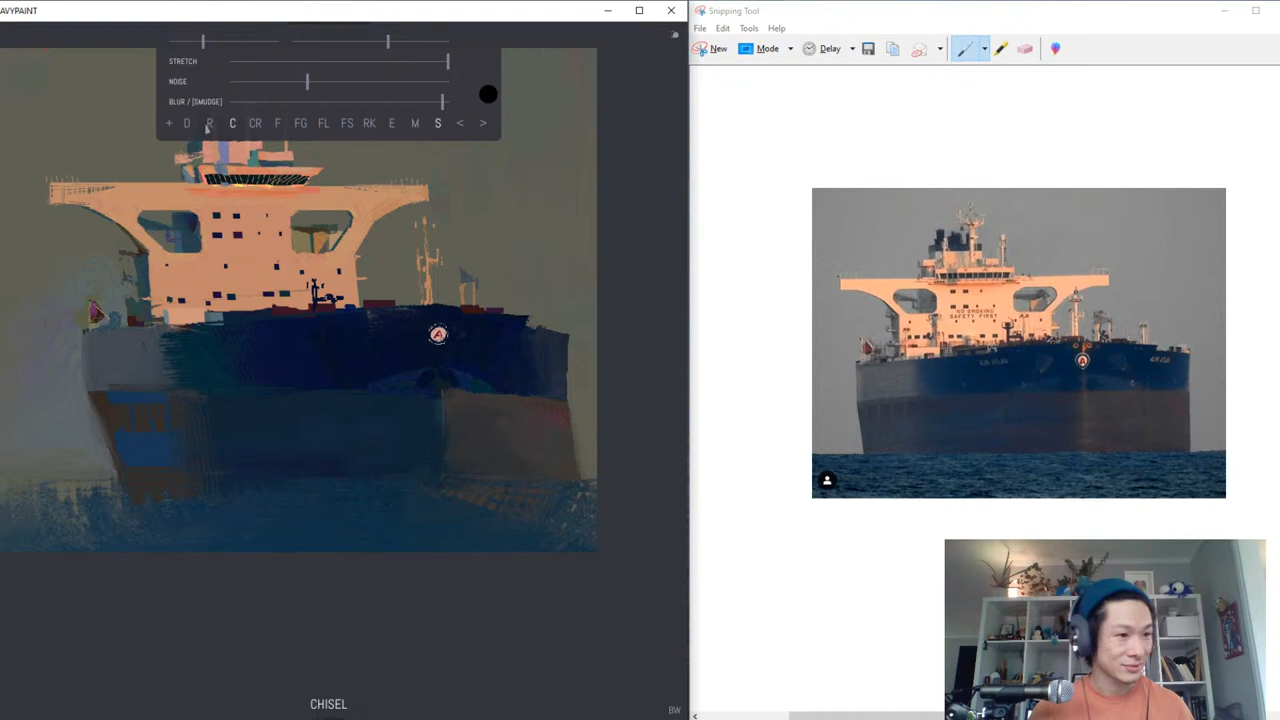 AVYPAINT
Snipping Tool
File Edit Tools Help
New Mode Delay
STRETCH
NOISE
BLUR / [SMUDGE]
+ D R C CR F FG FL FS RK E M S < >
A
NO SMOKING
SAFETY FIRST
A
CHISEL
BW